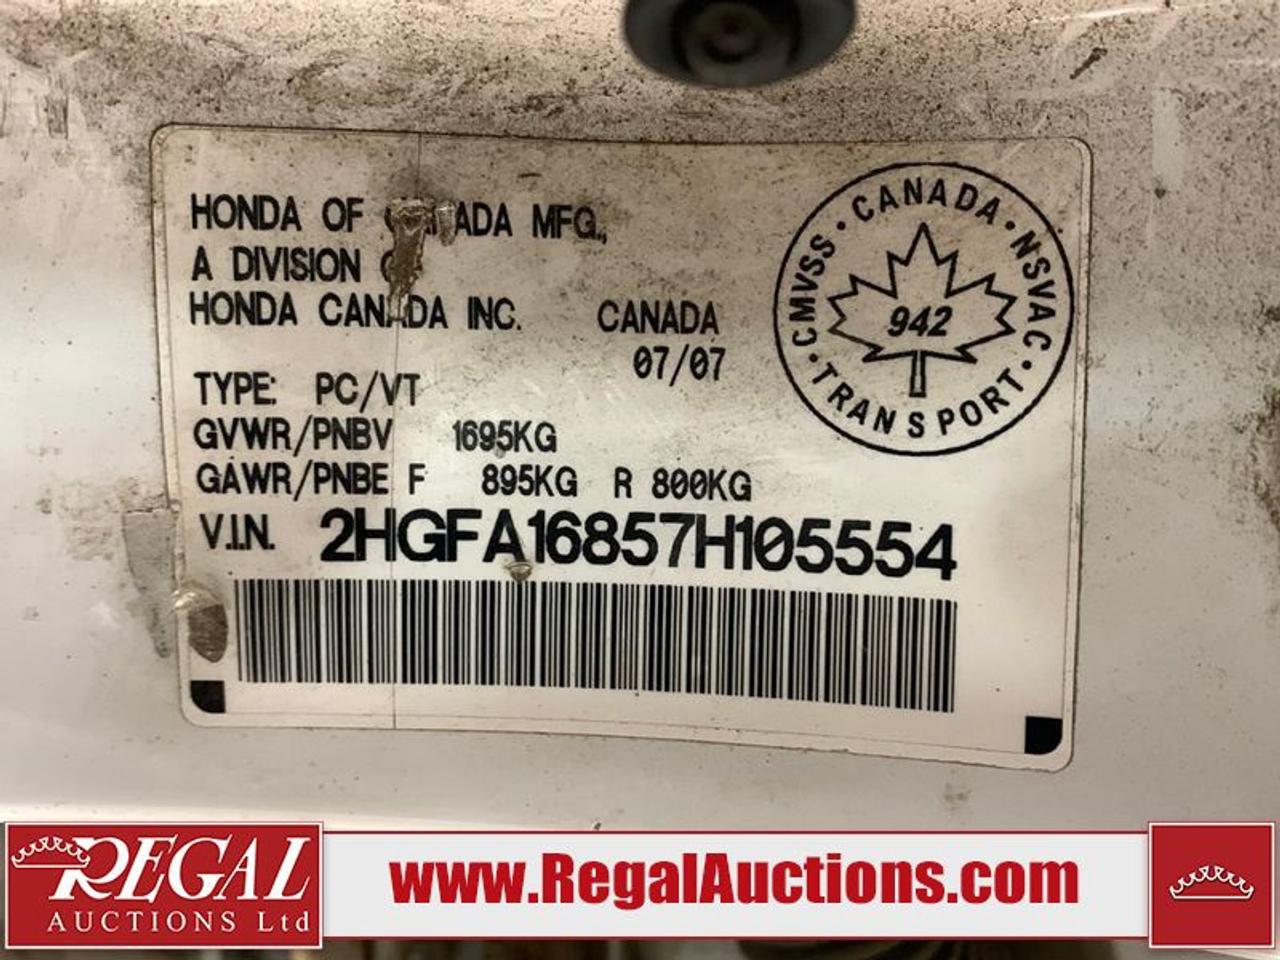 HONDA OF CANADA MFG.,
A DIVISION
HONDA CANADA INC. CANADA
07/07
TYPE: PC/VT
GVWR/PNBV 1695KG
GAWR/PNBE F 895KG R 800KG
V.I.N. 2HGFA16857H105554
CMVSS · CANADA · NSVAC · TRANSPORT ·
942
REGAL
AUCTIONS Ltd
www.RegalAuctions.com